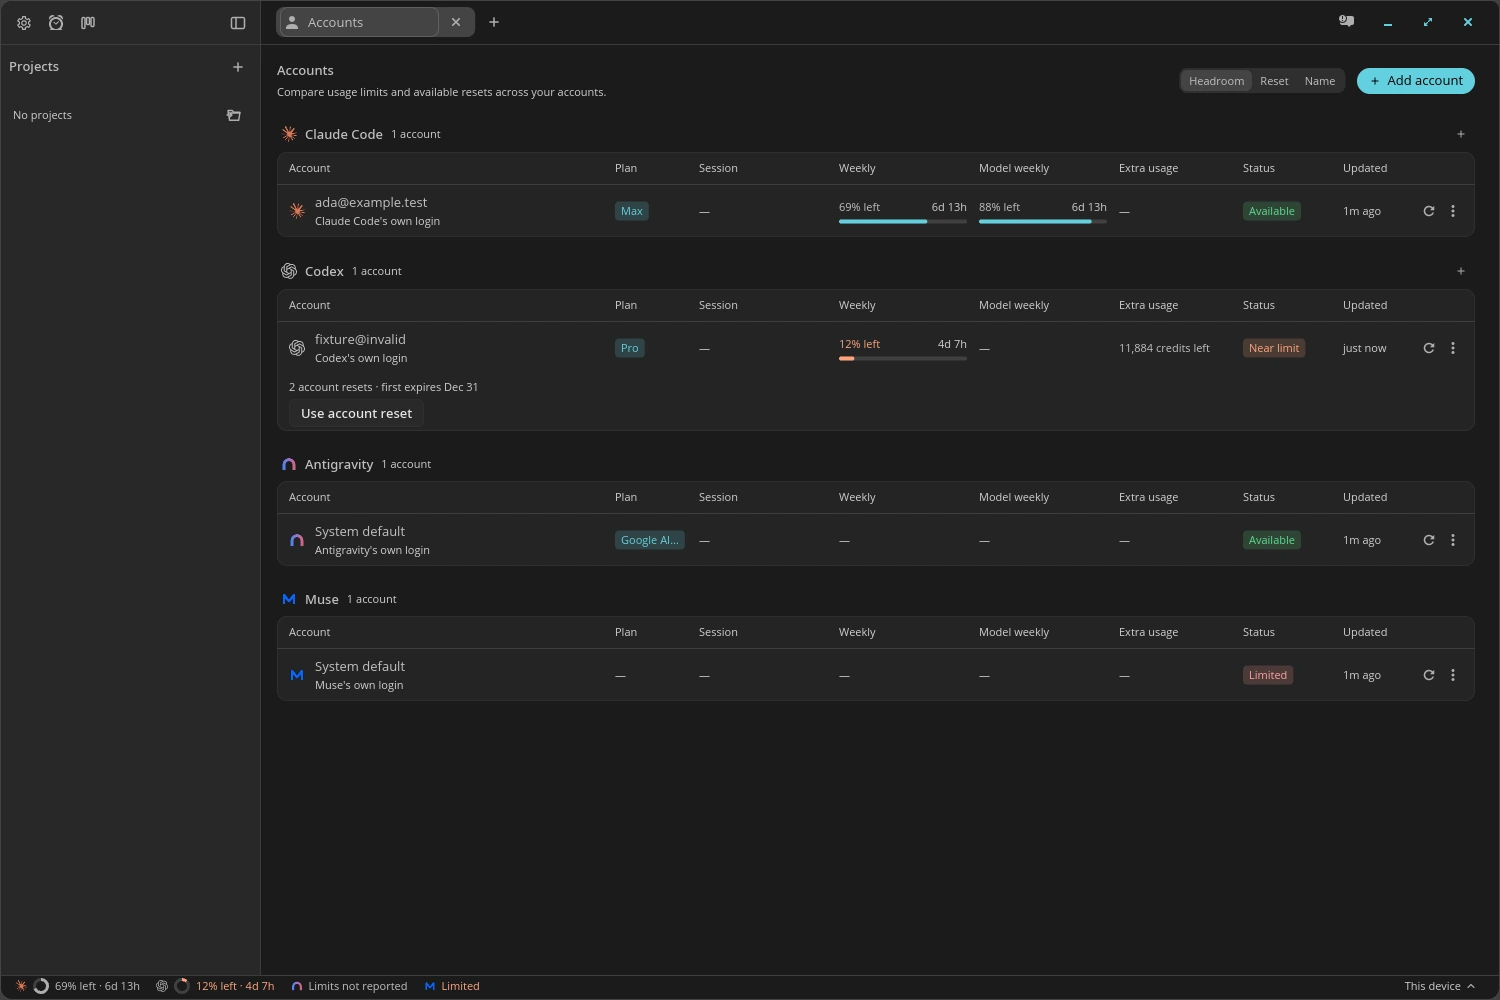 Accounts
Projects
No projects
Accounts
Compare usage limits and available resets across your accounts.
Headroom Reset Name + Add account
Claude Code 1 account
Account Plan Session Weekly Model weekly Extra usage Status Updated
ada@example.test
Claude Code's own login
Max — 69% left 6d 13h 88% left 6d 13h — Available 1m ago
Codex 1 account
Account Plan Session Weekly Model weekly Extra usage Status Updated
fixture@invalid
Codex's own login
Pro — 12% left 4d 7h — 11,884 credits left Near limit just now
2 account resets · first expires Dec 31
Use account reset
Antigravity 1 account
Account Plan Session Weekly Model weekly Extra usage Status Updated
System default
Antigravity's own login
Google AI... — — — — Available 1m ago
Muse 1 account
Account Plan Session Weekly Model weekly Extra usage Status Updated
System default
Muse's own login
— — — — — Limited 1m ago
69% left · 6d 13h 12% left · 4d 7h Limits not reported Limited This device